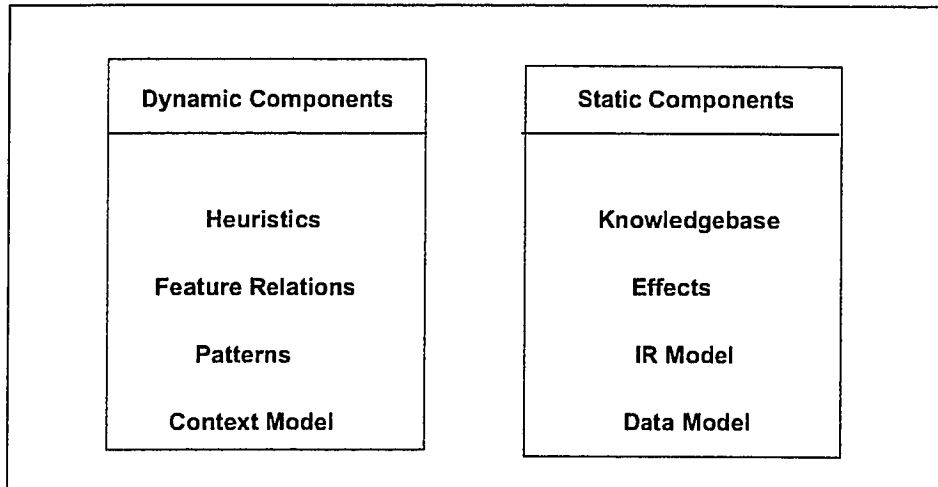 Dynamic Components
Heuristics
Feature Relations
Patterns
Context Model
Static Components
Knowledgebase
Effects
IR Model
Data Model